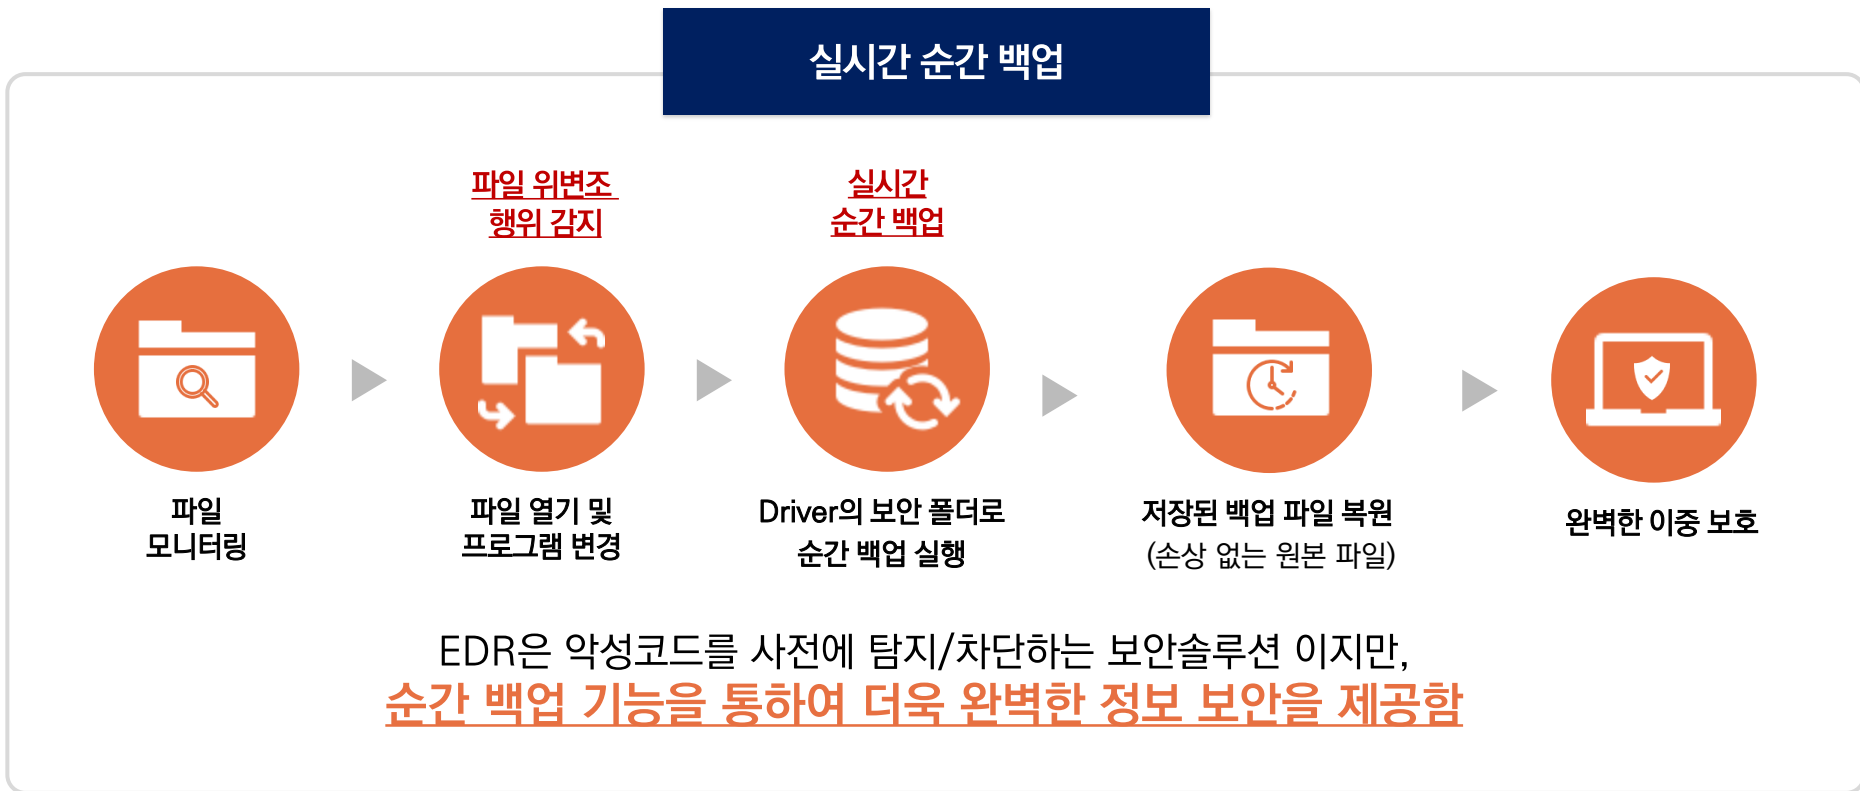 실시간 순간 백업
파일 위변조
행위 감지
실시간
순간 백업
파일
모니터링
파일 열기 및
프로그램 변경
Driver의 보안 폴더로
순간 백업 실행
저장된 백업 파일 복원
(손상 없는 원본 파일)
완벽한 이중 보호
EDR은 악성코드를 사전에 탐지/차단하는 보안솔루션 이지만,
순간 백업 기능을 통하여 더욱 완벽한 정보 보안을 제공함